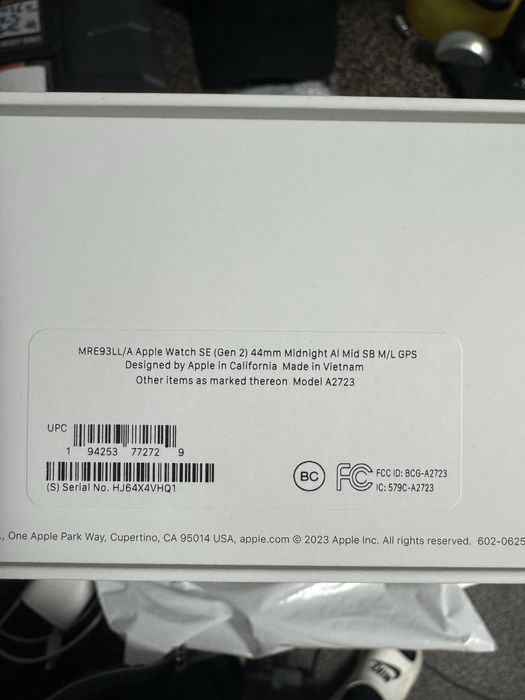 MRE93LL/A Apple Watch SE (Gen 2) 44mm Midnight Al Mid SB M/L GPS
Designed by Apple in California Made in Vietnam
Other items as marked thereon Model A2723
UPC
1 94253 77272 9
(S) Serial No. HJ64X4VHQ1
BC
FC
FCC ID: BCG-A2723
IC: 579C-A2723
., One Apple Park Way, Cupertino, CA 95014 USA, apple.com © 2023 Apple Inc. All rights reserved. 602-0625